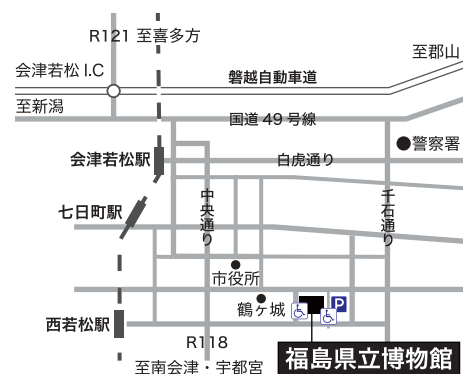 R121 至喜多方
至郡山
会津若松 I.C
磐越自動車道
至新潟
国道 49 号線
警察署
会津若松駅
白虎通り
七日町駅
中央通り
千石通り
市役所
鶴ヶ城
P
西若松駅
R118
福島県立博物館
至南会津・宇都宮